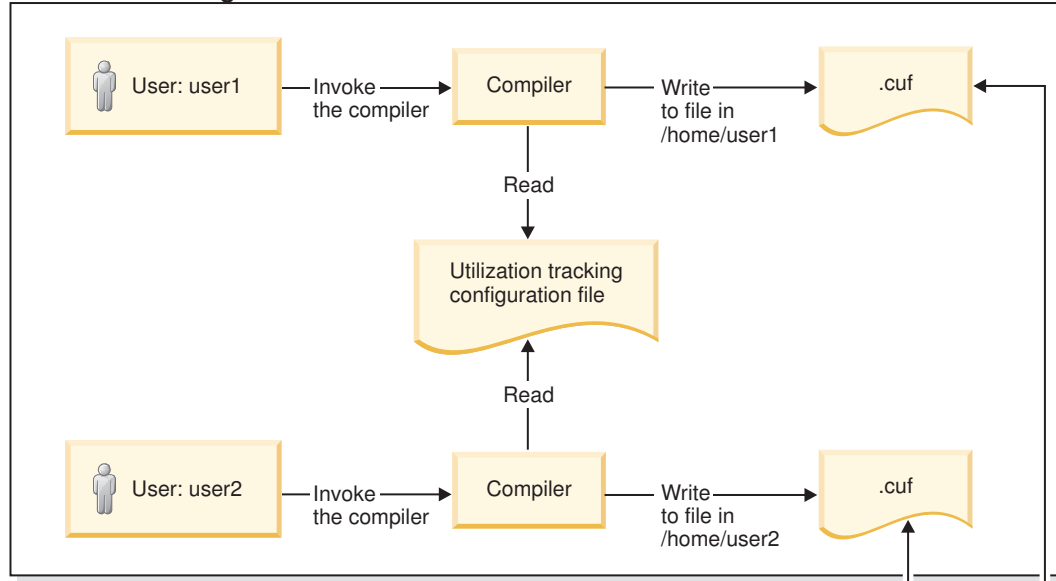 User: user1
Invoke
the compiler
Compiler
Write
to file in
/home/user1
.cuf
Read
Utilization tracking
configuration file
Read
User: user2
Invoke
the compiler
Compiler
Write
to file in
/home/user2
.cuf